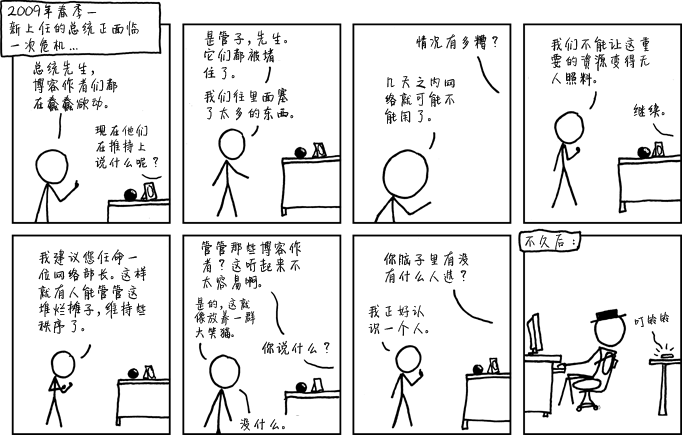 2009年春季—
新上任的总统正面临
一次危机...
总统先生,
博客作者们都
在蠢蠢欲动。
现在他们
在推持上
说什么呢?
是管子,先生。
它们都被堵
住了。
我们往里面塞
了太多的东西。
情况有多糟?
几天之内网
络就可能不
能用了。
我们不能让这重
要的资源变得无
人照料。
继续。
我建议您任命一
位网络部长。这样
就有人能管管这
堆烂摊子,维持些
秩序了。
管管那些博客作
者?这听起来不
太容易啊。
是的,这就
像放养一群
大笑猫。
你说什么?
没什么。
你脑子里有没
有什么人选?
我正好认
识一个人。
不久后:
叮铃铃